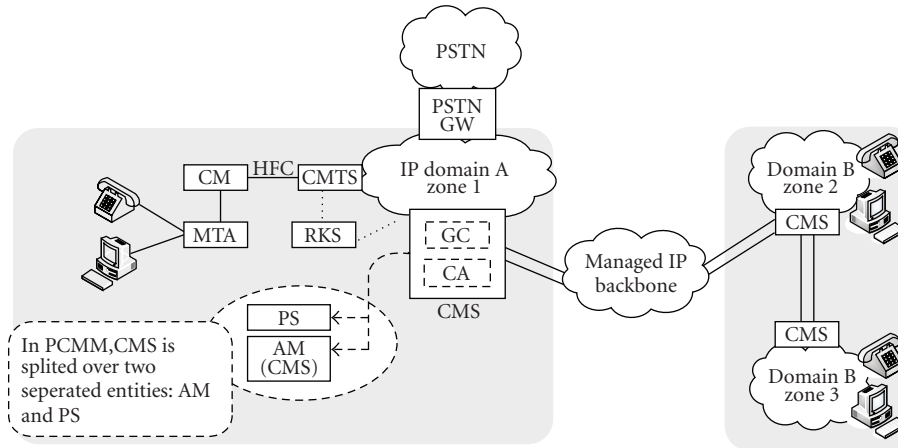 PSTN
PSTN
GW
IP domain A
zone 1
CM
HFC
CMTS
MTA
RKS
GC
CA
CMS
PS
AM
(CMS)
In PCMM,CMS is
splited over two
seperated entities: AM
and PS
Managed IP
backbone
Domain B
zone 2
CMS
CMS
Domain B
zone 3